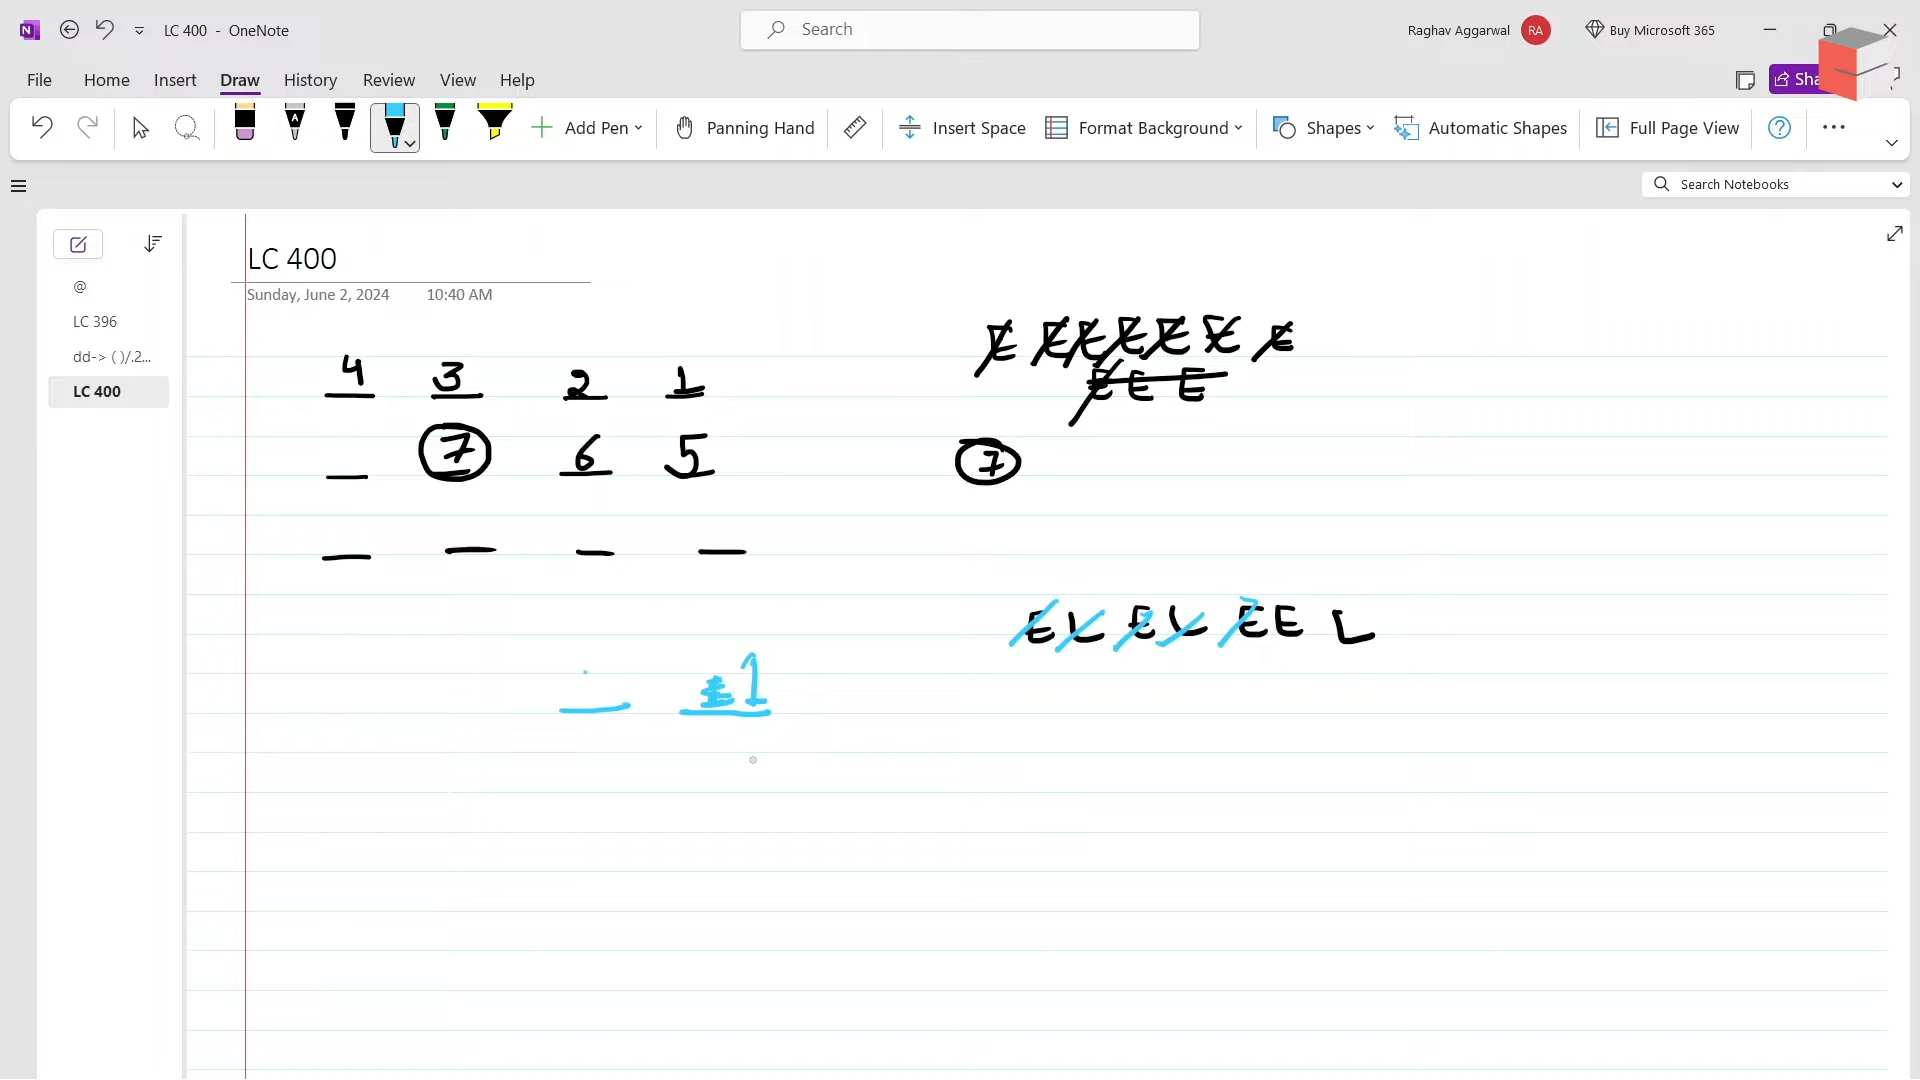 LC 400 - OneNote
Search
Raghav Aggarwal RA
Buy Microsoft 365
File Home Insert Draw History Review View Help
Add Pen
Panning Hand
Insert Space
Format Background
Shapes
Automatic Shapes
Full Page View
Search Notebooks
@
LC 396
dd-> ( )/.2...
LC 400
LC 400
Sunday, June 2, 2024 10:40 AM
4 3 2 1
E E E E E E E
E E E
7 6 5
7
E L E L E E L
1